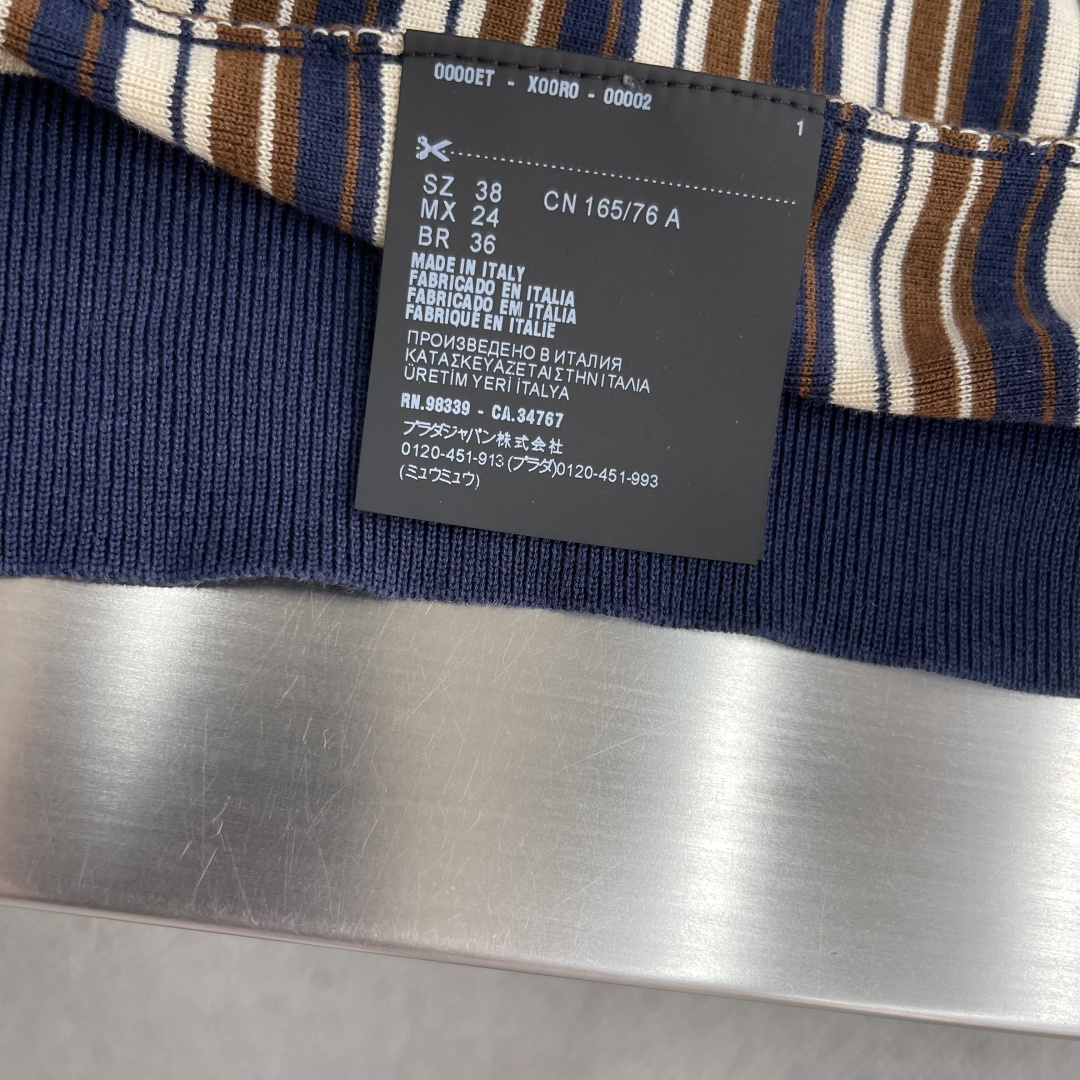 0000ET - X00R0 - 00002
1
SZ 38 CN 165/76 A
MX 24
BR 36
MADE IN ITALY
FABRICADO EN ITALIA
FABRICADO EM ITÁLIA
FABRIQUÉ EN ITALIE
ПРОИЗВЕДЕНО В ИТАЛИЯ
ΚΑΤΑΣΚΕΥΑΖΕΤΑΙ ΣΤΗΝ ΙΤΑΛΙΑ
ÜRETİM YERİ İTALYA
RN.98339 - CA.34767
プラダジャパン株式会社
0120-451-913 (プラダ)0120-451-993
(ミュウミュウ)